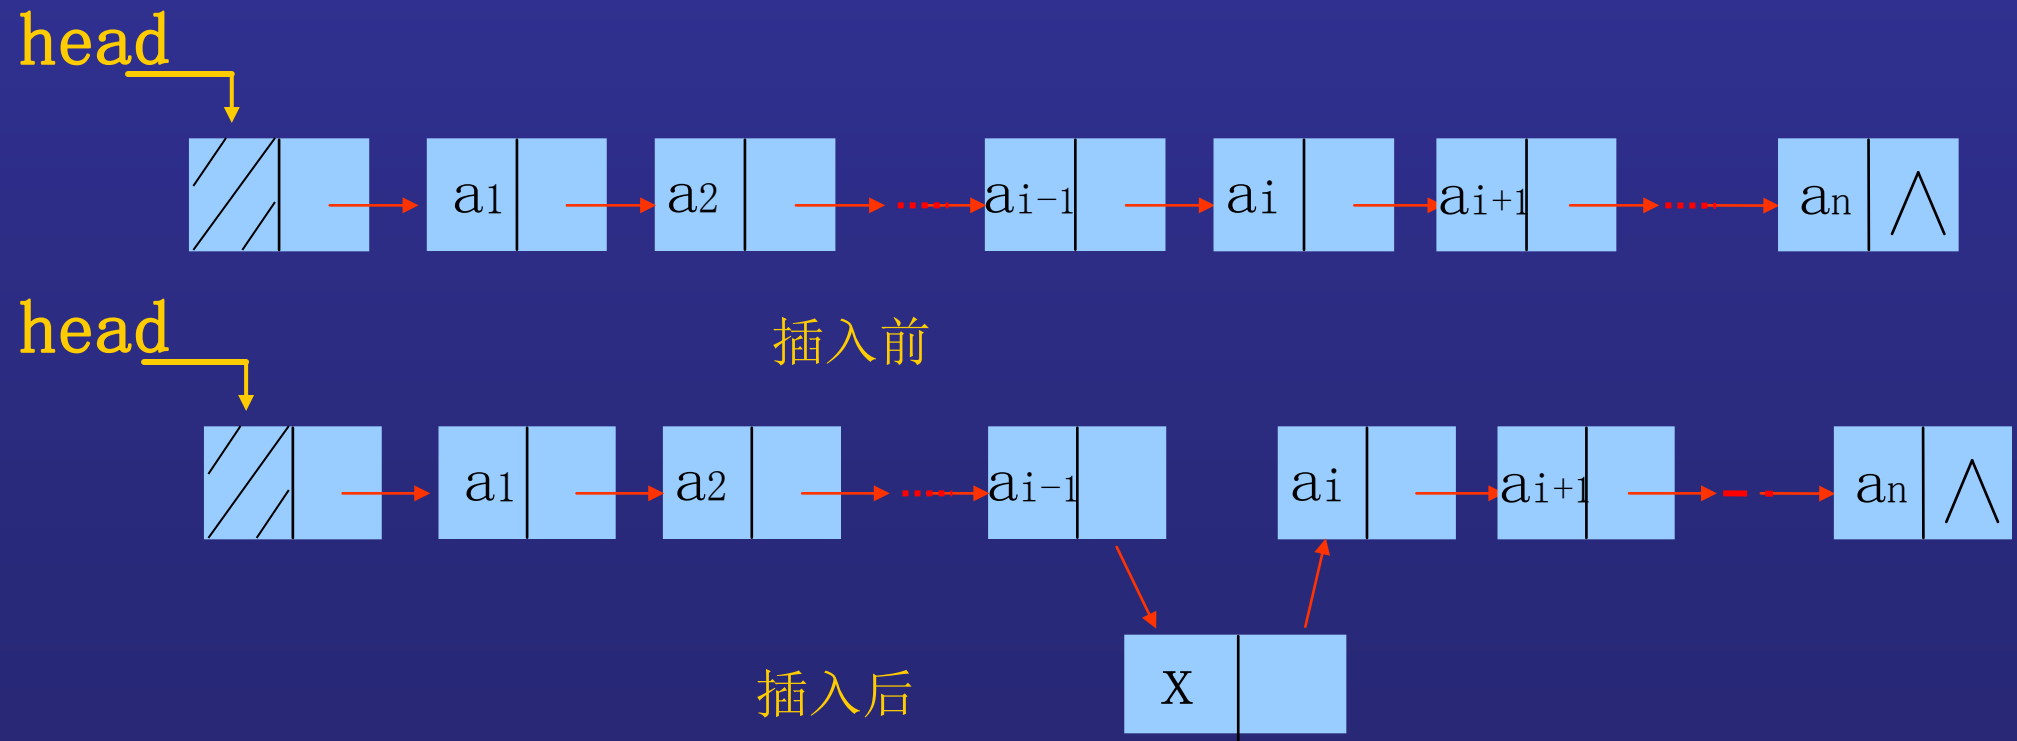 head
a1 a2 ai-1 ai ai+1 an ∧
插入前
head
a1 a2 ai-1 ai ai+1 an ∧
x
插入后